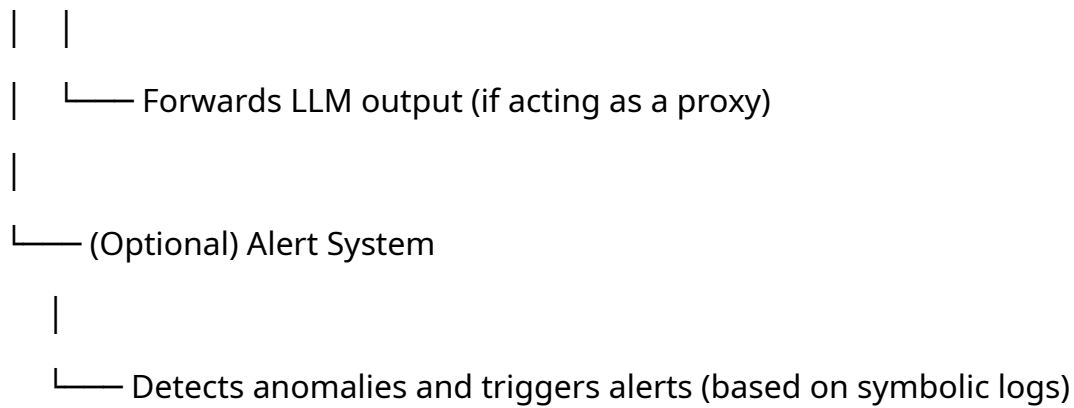 │ │
│ └── Forwards LLM output (if acting as a proxy)
│
└── (Optional) Alert System
│
└── Detects anomalies and triggers alerts (based on symbolic logs)